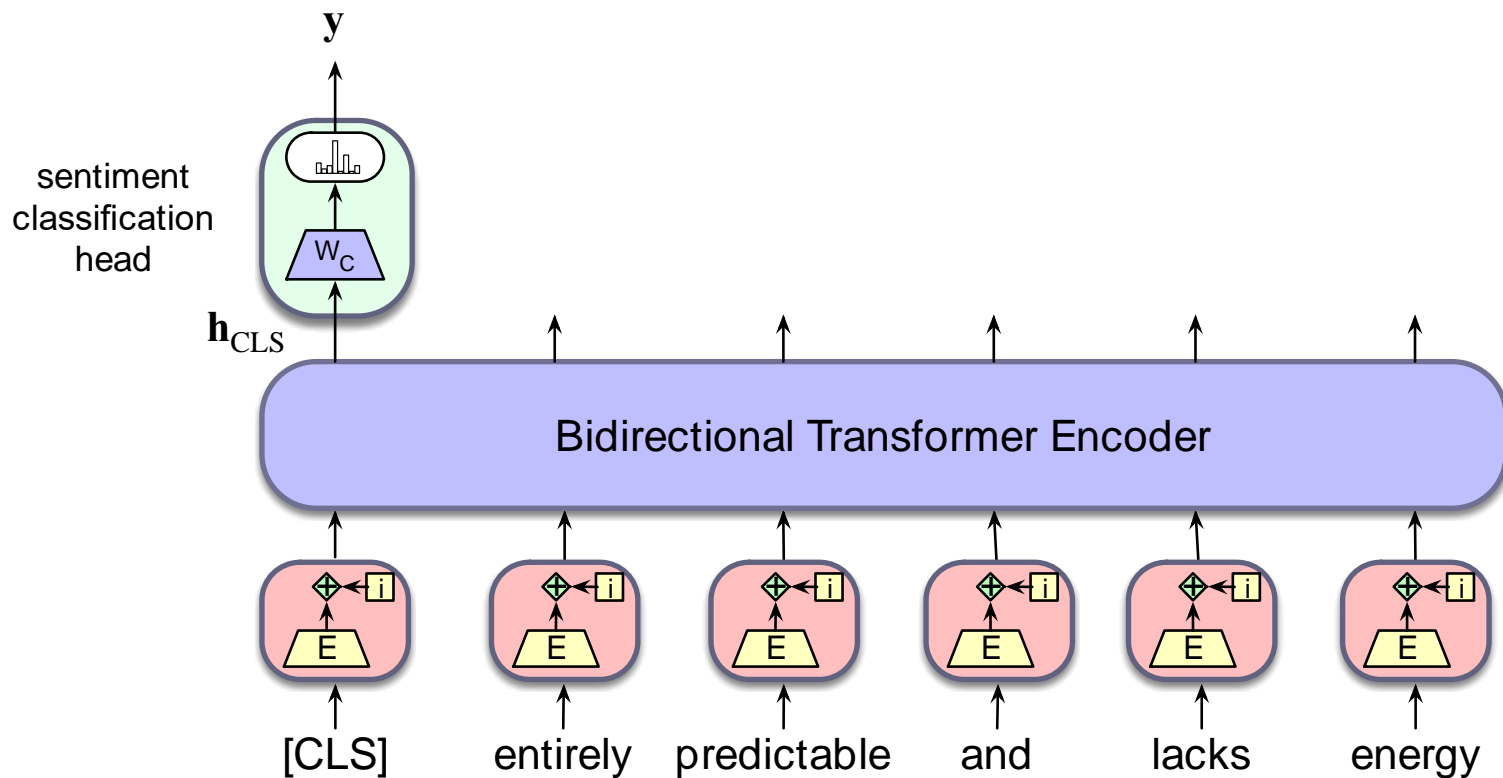 y
sentiment
classification
head
W_C
h_CLS
Bidirectional Transformer Encoder
i i i i i i
E E E E E E
[CLS] entirely predictable and lacks energy